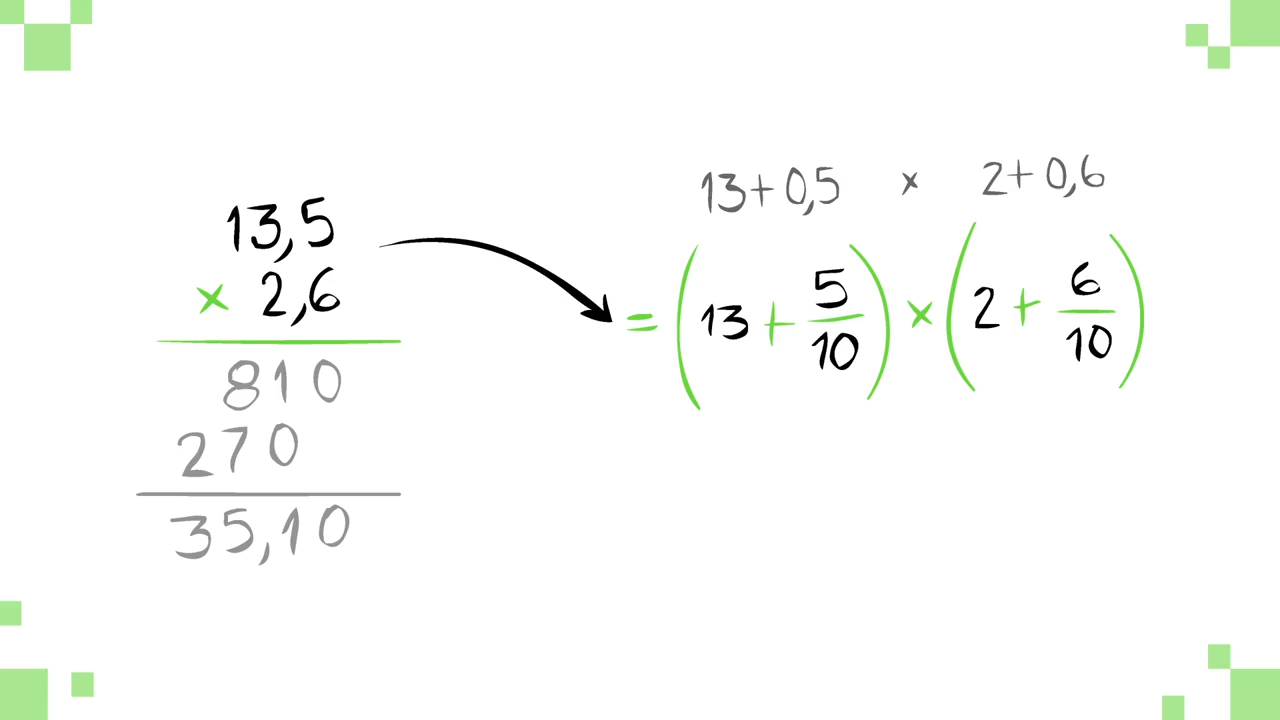 13,5
× 2,6
810
270
35,10
13+0,5 × 2+0,6
= (13 + 5/10) × (2 + 6/10)